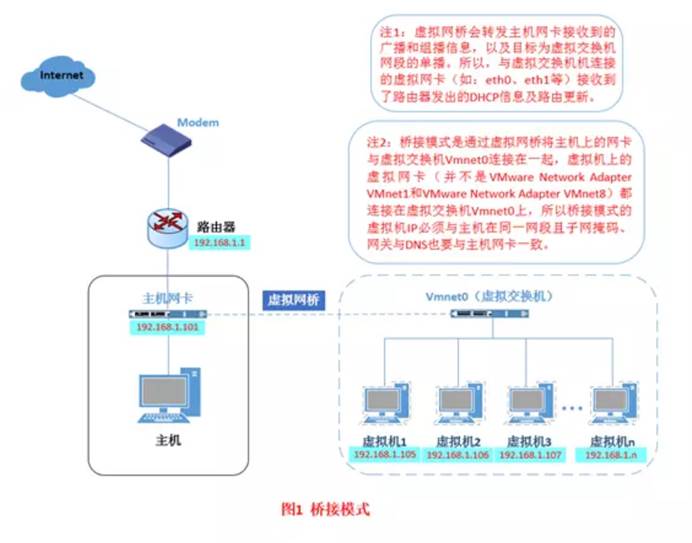 注1：虚拟网桥会转发主机网卡接收到的
广播和组播信息，以及目标为虚拟交换机
网段的单播。所以，与虚拟交换机机连接
的虚拟网卡（如：eth0、eth1等）接收到
了路由器发出的DHCP信息及路由更新。
Internet
Modem
注2：桥接模式是通过虚拟网桥将主机上的网卡
与虚拟交换机Vmnet0连接在一起，虚拟机上的
虚拟网卡（并不是VMware Network Adapter
VMnet1和VMware Network Adapter VMnet8）都
连接在虚拟交换机Vmnet0上，所以桥接模式的
虚拟机IP必须与主机在同一网段且子网掩码、
网关与DNS也要与主机网卡一致。
路由器
192.168.1.1
主机网卡
192.168.1.101
主机
虚拟网桥
Vmnet0（虚拟交换机）
虚拟机1
192.168.1.105
虚拟机2
192.168.1.106
虚拟机3
192.168.1.107
虚拟机n
192.168.1.n
图1 桥接模式